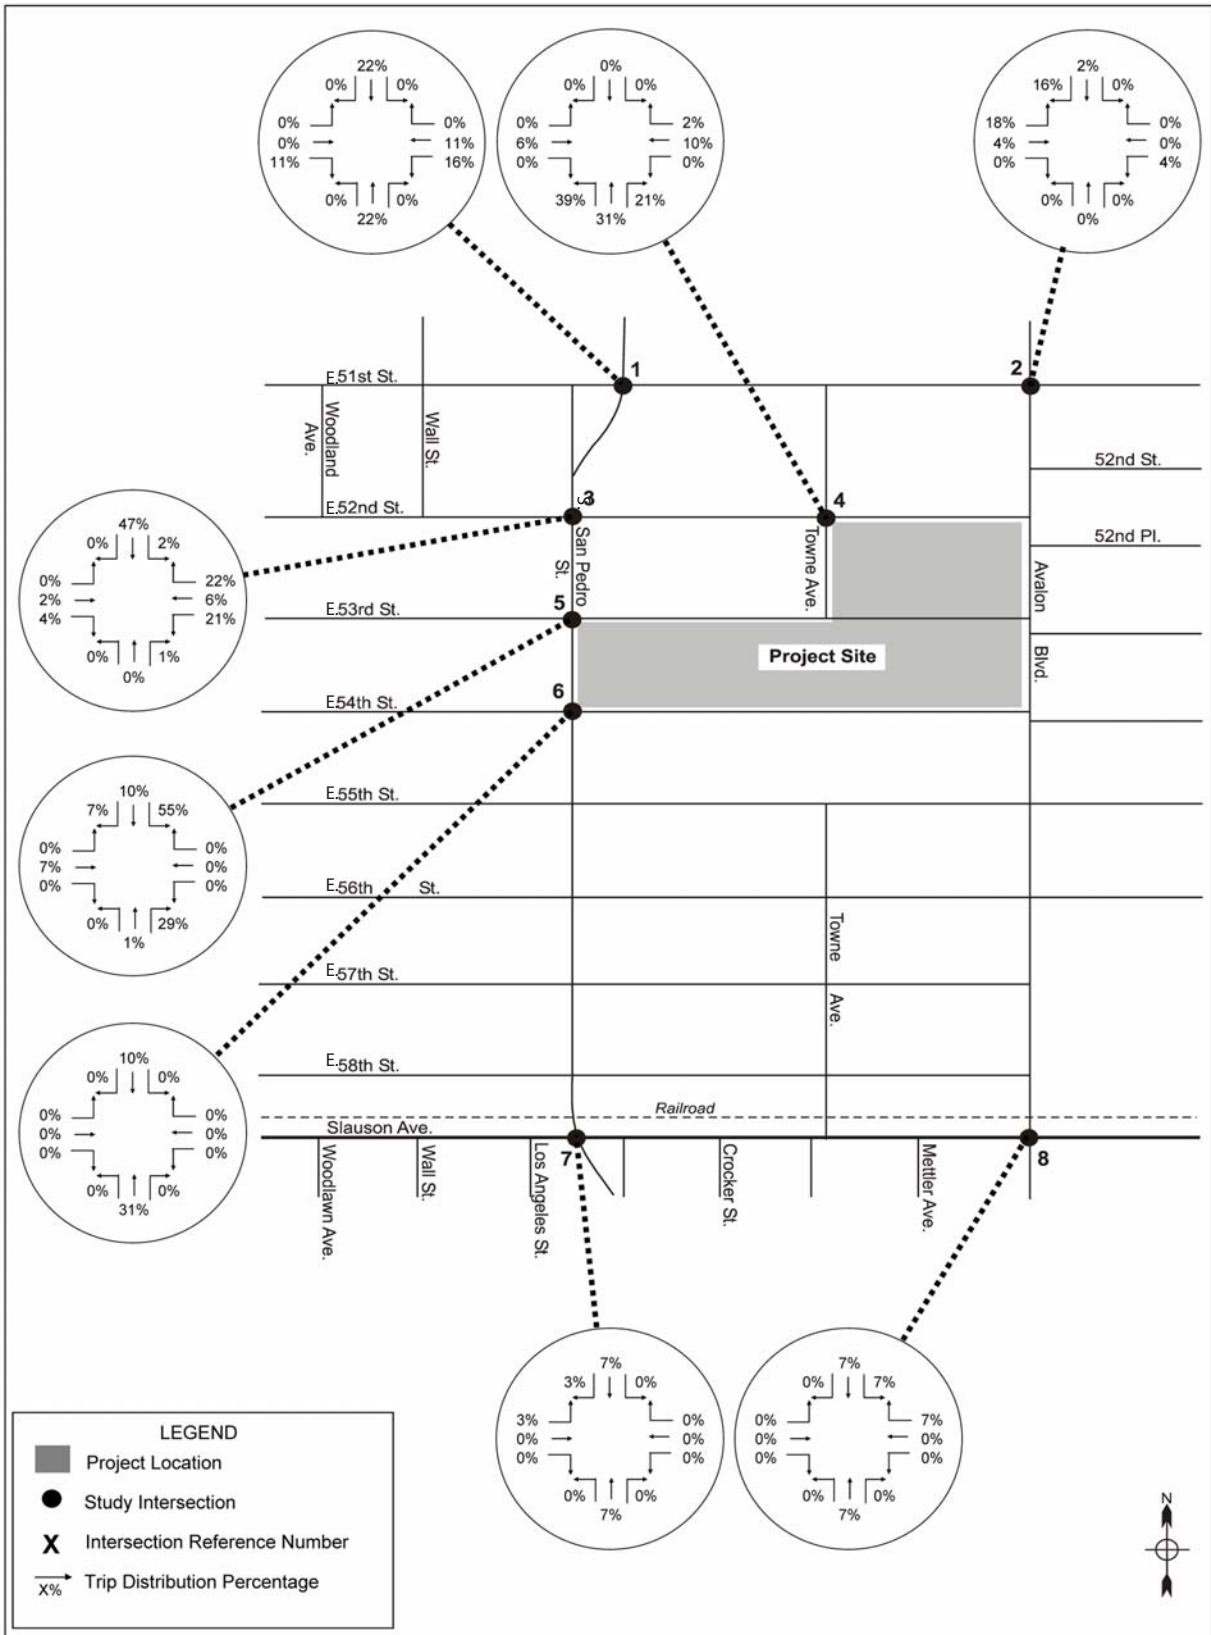 22%
0% 0%
0% 0%
0% 11%
11% 16%
0% 0%
22%
0%
0% 0%
0% 2%
6% 10%
0% 0%
39% 21%
31%
2%
16% 0%
18% 0%
4% 0%
0% 4%
0% 0%
0%
1
2
E.51st St.
Woodland
Ave.
Wall St.
52nd St.
E.52nd St.
3
4
S.
San Pedro
St.
Towne Ave.
52nd Pl.
Avalon
Blvd.
47%
0% 2%
0% 22%
2% 6%
4% 21%
0% 1%
0%
E.53rd St.
5
Project Site
6
E.54th St.
10%
7% 55%
0% 0%
7% 0%
0% 0%
0% 29%
1%
E.55th St.
E.56th St.
Towne
Ave.
E.57th St.
E.58th St.
10%
0% 0%
0% 0%
0% 0%
0% 0%
0% 0%
31%
Railroad
Slauson Ave.
7
8
Woodlawn Ave.
Wall St.
Los Angeles St.
Crocker St.
Mettler Ave.
7%
3% 0%
3% 0%
0% 0%
0% 0%
0% 0%
7%
7%
0% 7%
0% 7%
0% 0%
0% 0%
0% 0%
7%
LEGEND
Project Location
Study Intersection
X Intersection Reference Number
X% Trip Distribution Percentage
N